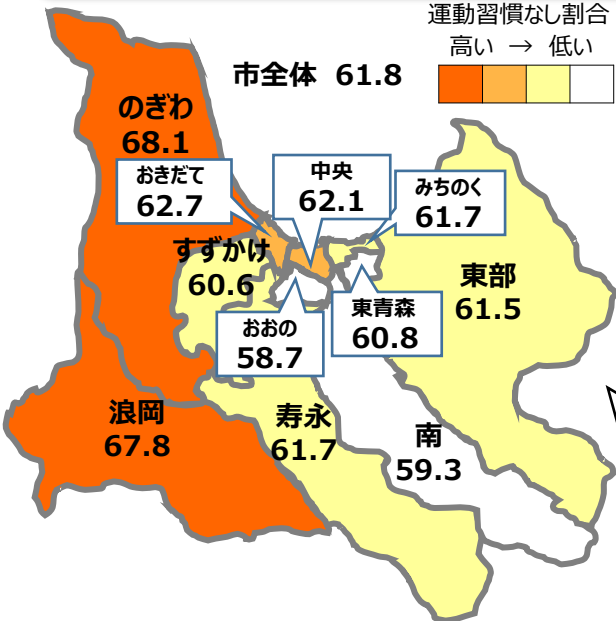 運動習慣なし割合
高い → 低い
市全体 61.8
のぎわ
68.1
おきだて
62.7
中央
62.1
みちのく
61.7
すずかけ
60.6
東部
61.5
おおの
58.7
東青森
60.8
浪岡
67.8
寿永
61.7
南
59.3